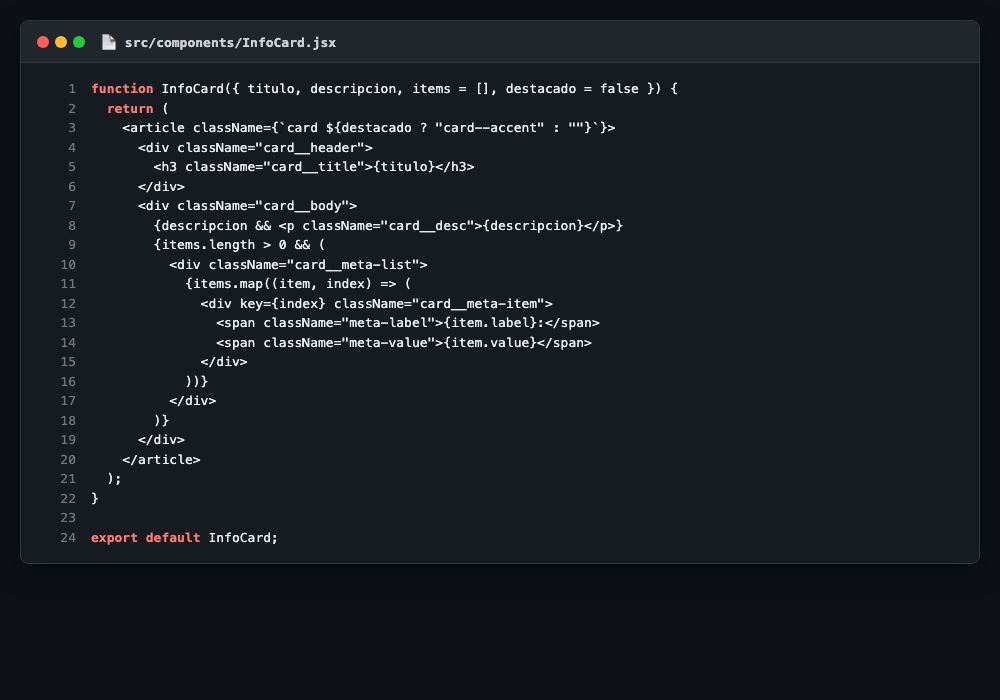 src/components/InfoCard.jsx
1 function InfoCard({ titulo, descripcion, items = [], destacado = false }) {
2   return (
3     <article className={`card ${destacado ? "card--accent" : ""}`}>
4       <div className="card__header">
5         <h3 className="card__title">{titulo}</h3>
6       </div>
7       <div className="card__body">
8         {descripcion && <p className="card__desc">{descripcion}</p>}
9         {items.length > 0 && (
10           <div className="card__meta-list">
11             {items.map((item, index) => (
12               <div key={index} className="card__meta-item">
13                 <span className="meta-label">{item.label}:</span>
14                 <span className="meta-value">{item.value}</span>
15               </div>
16             ))}
17           </div>
18         )}
19       </div>
20     </article>
21   );
22 }
23
24 export default InfoCard;